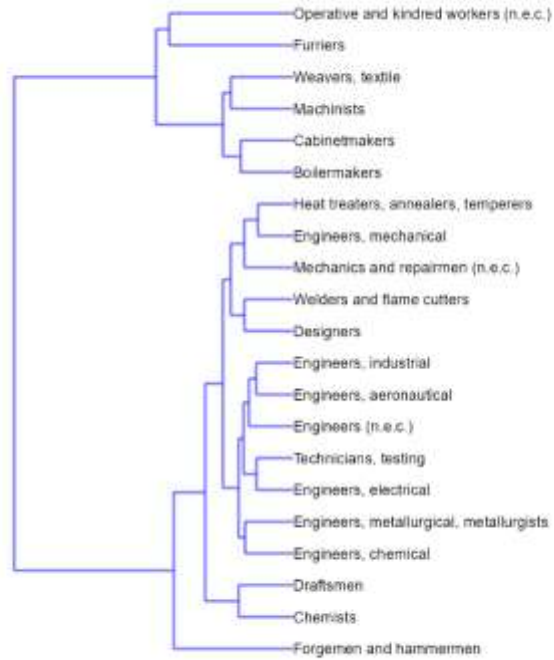 Operative and kindred workers (n.e.c.)
Furriers
Weavers, textile
Machinists
Cabinetmakers
Boilermakers
Heat treaters, annealers, temperers
Engineers, mechanical
Mechanics and repairmen (n.e.c.)
Welders and flame cutters
Designers
Engineers, industrial
Engineers, aeronautical
Engineers (n.e.c.)
Technicians, testing
Engineers, electrical
Engineers, metallurgical, metallurgists
Engineers, chemical
Draftsmen
Chemists
Forgemen and hammermen